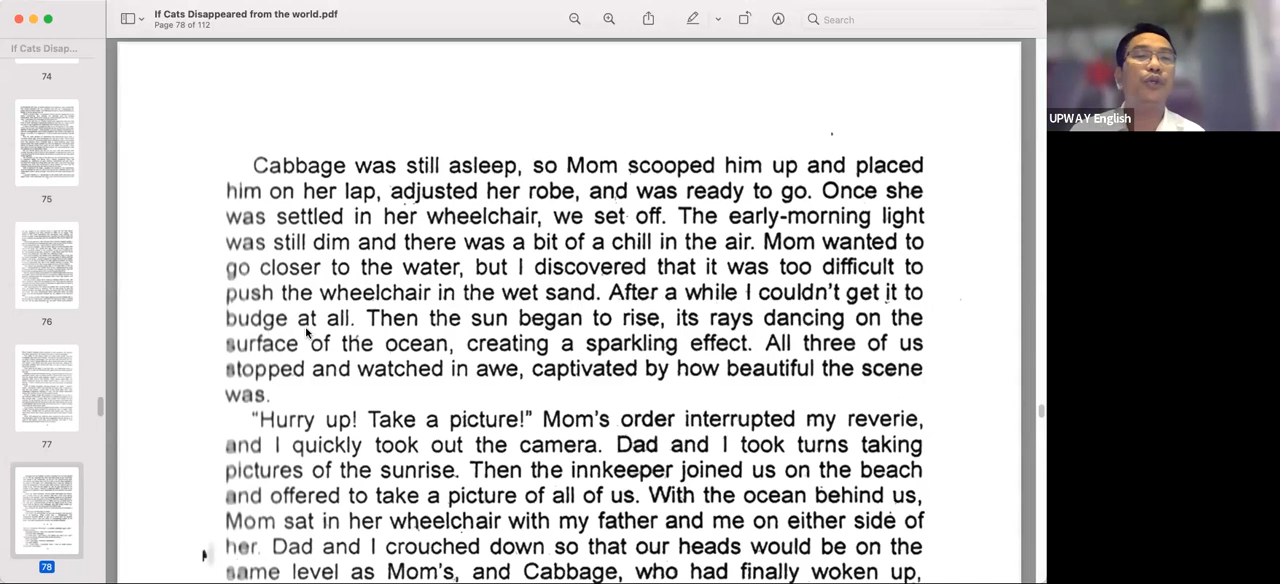 If Cats Disappeared from the world.pdf
Page 78 of 112
Search
If Cats Disap...
74
75
76
77
78
UPWAY English
Cabbage was still asleep, so Mom scooped him up and placed
him on her lap, adjusted her robe, and was ready to go. Once she
was settled in her wheelchair, we set off. The early-morning light
was still dim and there was a bit of a chill in the air. Mom wanted to
go closer to the water, but I discovered that it was too difficult to
push the wheelchair in the wet sand. After a while I couldn't get it to
budge at all. Then the sun began to rise, its rays dancing on the
surface of the ocean, creating a sparkling effect. All three of us
stopped and watched in awe, captivated by how beautiful the scene
was.
"Hurry up! Take a picture!" Mom's order interrupted my reverie,
and I quickly took out the camera. Dad and I took turns taking
pictures of the sunrise. Then the innkeeper joined us on the beach
and offered to take a picture of all of us. With the ocean behind us,
Mom sat in her wheelchair with my father and me on either side of
her. Dad and I crouched down so that our heads would be on the
same level as Mom's, and Cabbage, who had finally woken up,